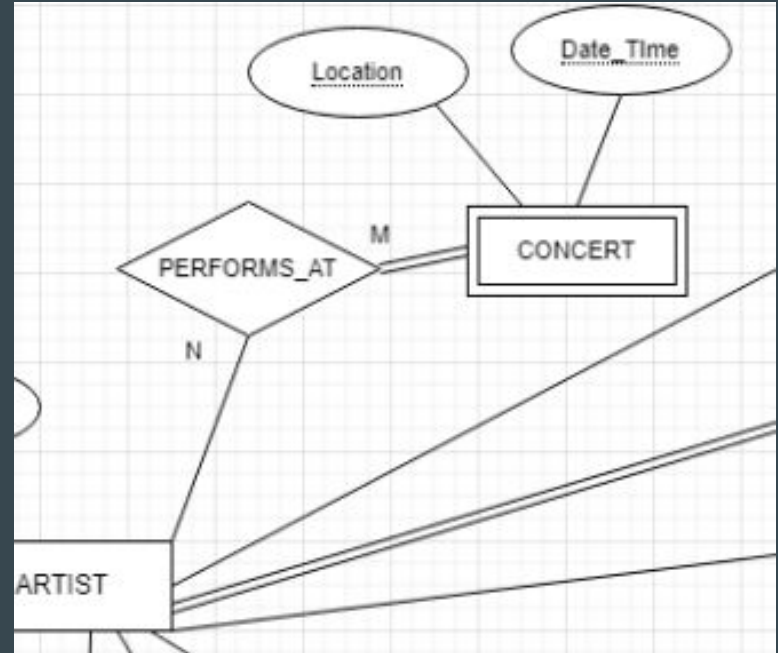 Location
Date_TIme
M
PERFORMS_AT
CONCERT
N
ARTIST